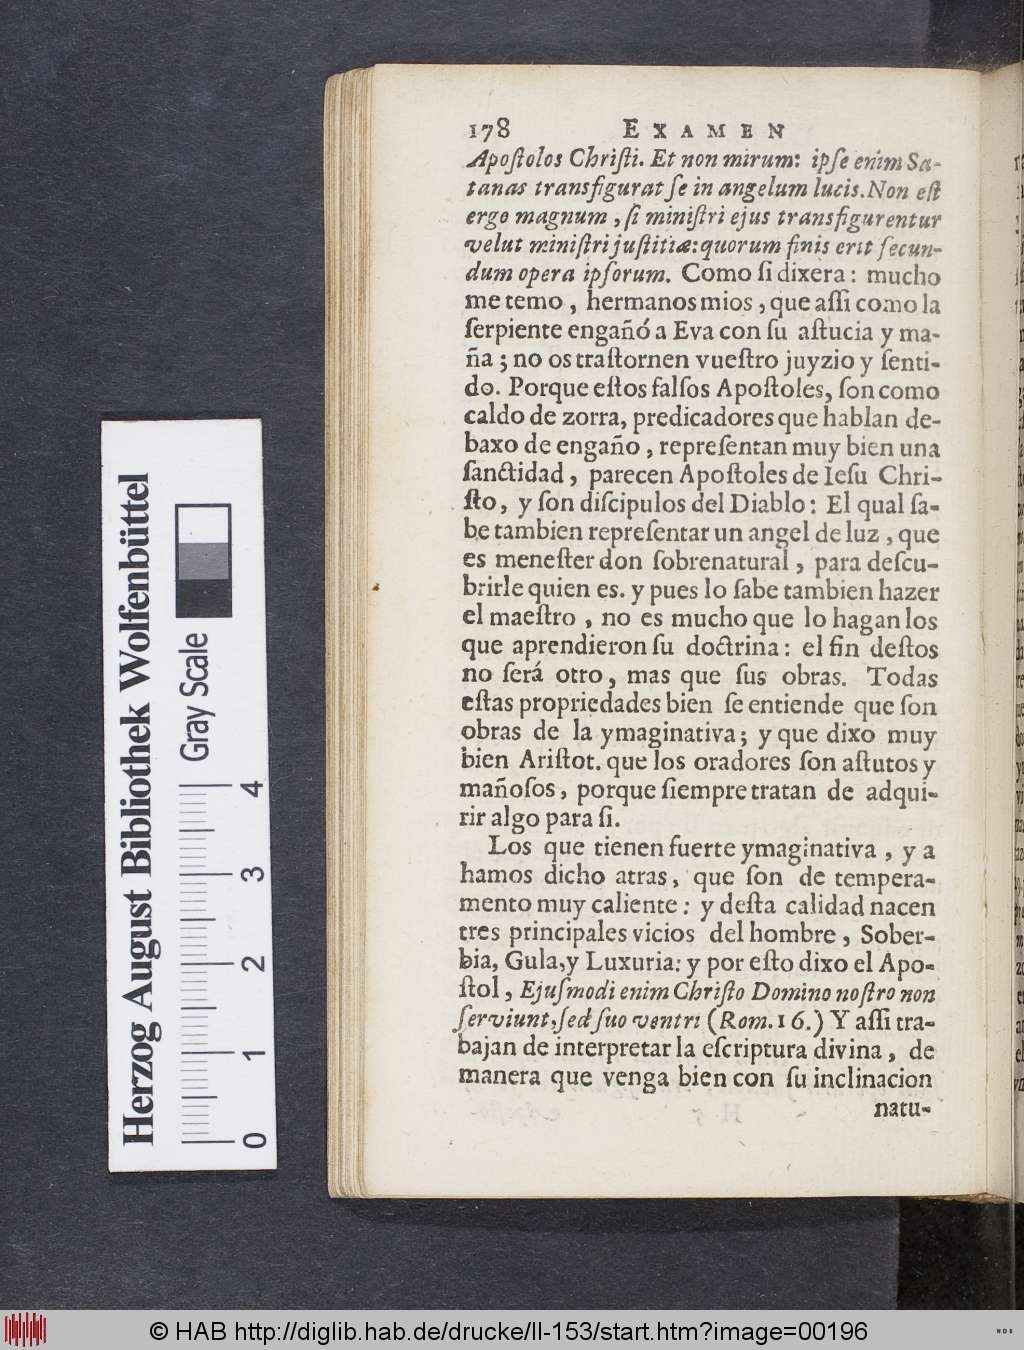 178 EXAMEN
Apoſtolos Chriſti. Et non mirum: ipſe enim Sa-
tanas transfigurat ſe in angelum lucis. Non eſt
ergo magnum, ſi miniſtri ejus transfigurentur
velut miniſtri juſtitiæ: quorum finis erit ſecun-
dum opera ipſorum. Como ſi dixera: mucho
me temo, hermanos mios, que aſſi como la
ſerpiente engañó a Eva con ſu aſtucia y ma-
ña; no os traſtornen vueſtro juyzio y ſenti-
do. Porque eſtos falſos Apoſtoles, ſon como
caldo de zorra, predicadores que hablan de-
baxo de engaño, repreſentan muy bien una
ſanctidad, parecen Apoſtoles de Ieſu Chri-
ſto, y ſon diſcipulos del Diablo: El qual ſa-
be tambien repreſentar un angel de luz, que
es meneſter don ſobrenatural, para deſcu-
brirle quien es. y pues lo ſabe tambien hazer
el maeſtro, no es mucho que lo hagan los
que aprendieron ſu doctrina: el fin deſtos
no ſerá otro, mas que ſus obras. Todas
eſtas propriedades bien ſe entiende que ſon
obras de la ymaginativa; y que dixo muy
bien Ariſtot. que los oradores ſon aſtutos y
mañoſos, porque ſiempre tratan de adqui-
rir algo para ſi.
Los que tienen fuerte ymaginativa, y a
hamos dicho atras, que ſon de tempera-
mento muy caliente: y deſta calidad nacen
tres principales vicios del hombre, Sober-
bia, Gula, y Luxuria: y por eſto dixo el Apo-
ſtol, Ejuſmodi enim Chriſto Domino noſtro non
ſerviunt, ſed ſuo ventri (Rom. 16.) Y aſſi tra-
bajan de interpretar la eſcriptura divina, de
manera que venga bien con ſu inclinacion
natu-
Herzog August Bibliothek Wolfenbüttel
Gray Scale
0 1 2 3 4
© HAB http://diglib.hab.de/drucke/ll-153/start.htm?image=00196